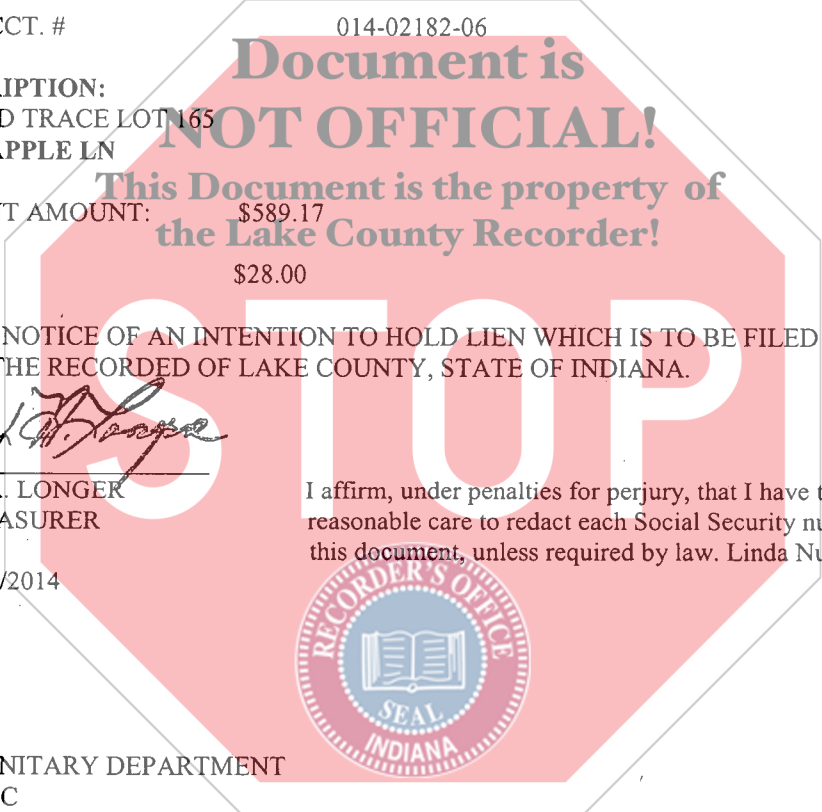 CCT. # 014-02182-06
Document is
RIPTION:
D TRACE LOT 165
NOT OFFICIAL!
APPLE LN
This Document is the property of
T AMOUNT: $589.17
the Lake County Recorder!
$28.00
STOP
NOTICE OF AN INTENTION TO HOLD LIEN WHICH IS TO BE FILED
THE RECORDED OF LAKE COUNTY, STATE OF INDIANA.
LONGER
ASURER
I affirm, under penalties for perjury, that I have t
reasonable care to redact each Social Security nu
this document, unless required by law. Linda Nu
/2014
RECORDER'S OFFICE
SEAL
INDIANA
NITARY DEPARTMENT
C